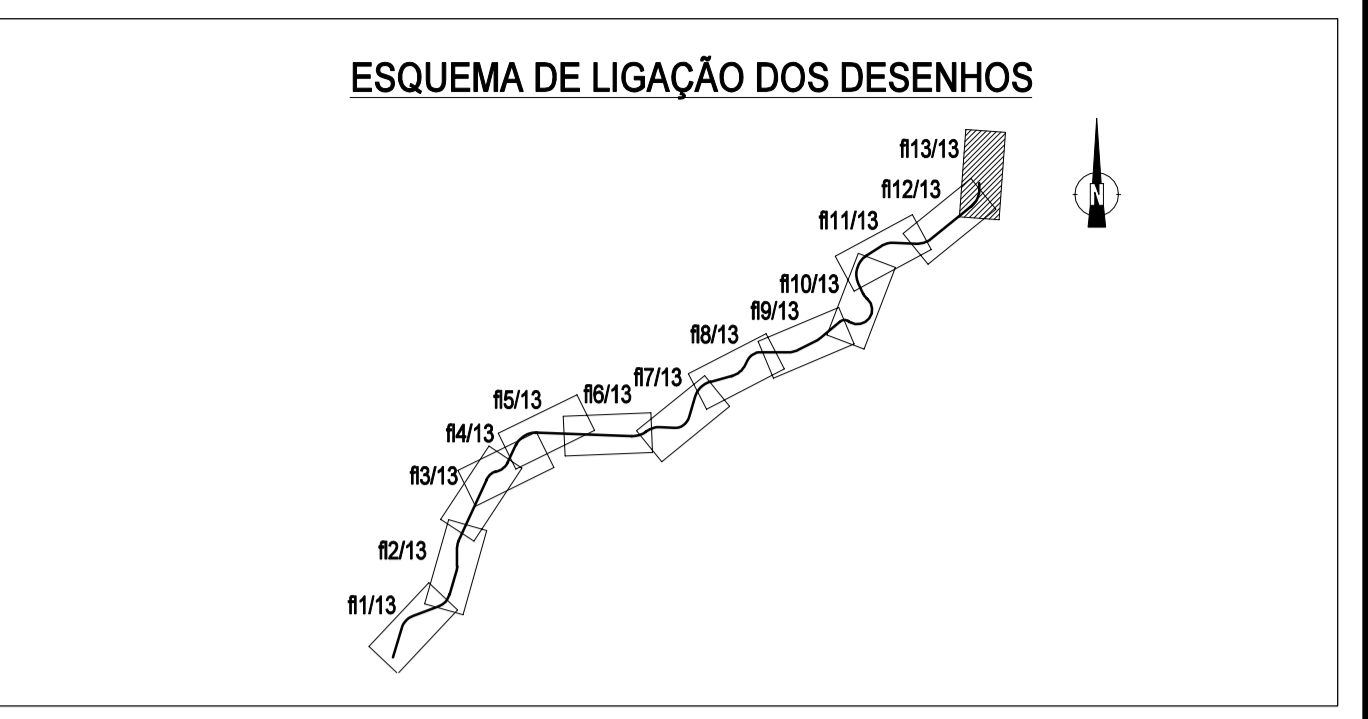 ESQUEMA DE LIGAÇÃO DOS DESENHOS
fl13/13
fl12/13
fl11/13
fl10/13
fl9/13
fl8/13
fl7/13
fl6/13
fl5/13
fl4/13
fl3/13
fl2/13
fl1/13
N